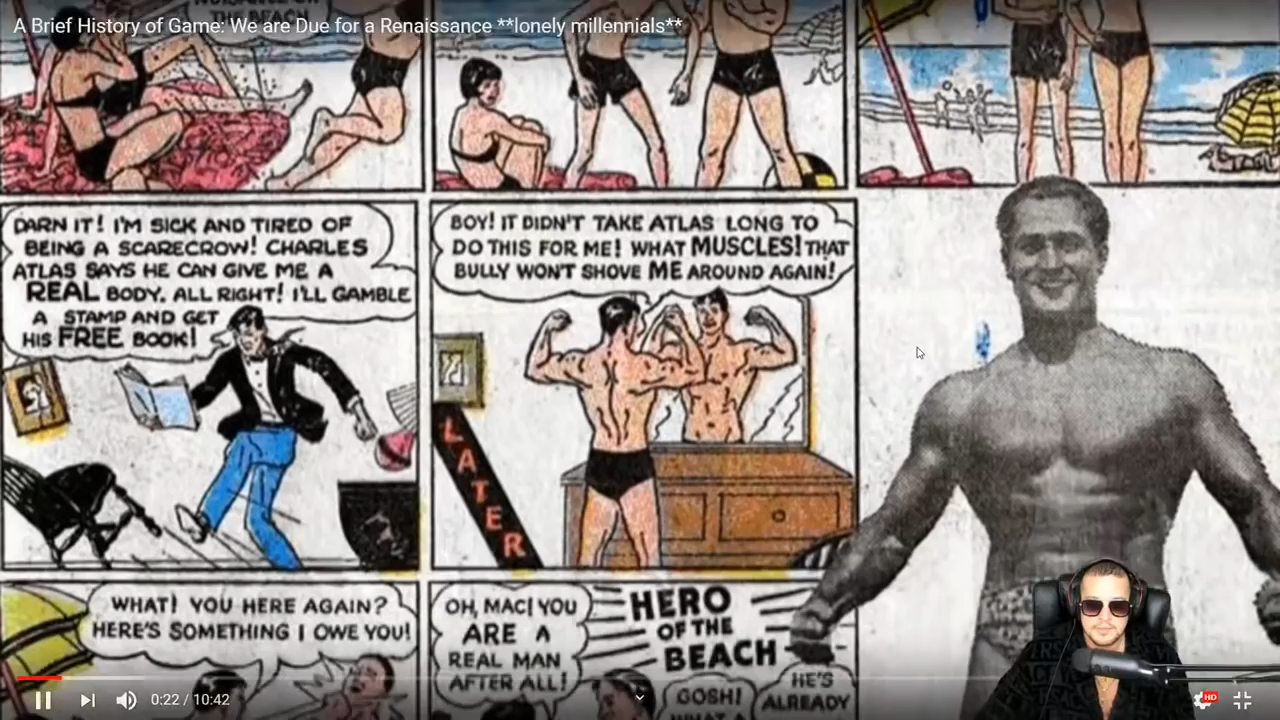 A Brief History of Game: We are Due for a Renaissance **lonely millennials**
DARN IT! I'M SICK AND TIRED OF
BEING A SCARECROW! CHARLES
ATLAS SAYS HE CAN GIVE ME A
REAL BODY. ALL RIGHT! I'LL GAMBLE
A STAMP AND GET
HIS FREE BOOK!
BOY! IT DIDN'T TAKE ATLAS LONG TO
DO THIS FOR ME! WHAT MUSCLES! THAT
BULLY WON'T SHOVE ME AROUND AGAIN!
LATER
WHAT! YOU HERE AGAIN?
HERE'S SOMETHING I OWE YOU!
OH, MAC! YOU
ARE A
REAL MAN
AFTER ALL!
HERO
OF THE
BEACH
GOSH!
WHAT A
HE'S
ALREADY
0:22 / 10:42
HD